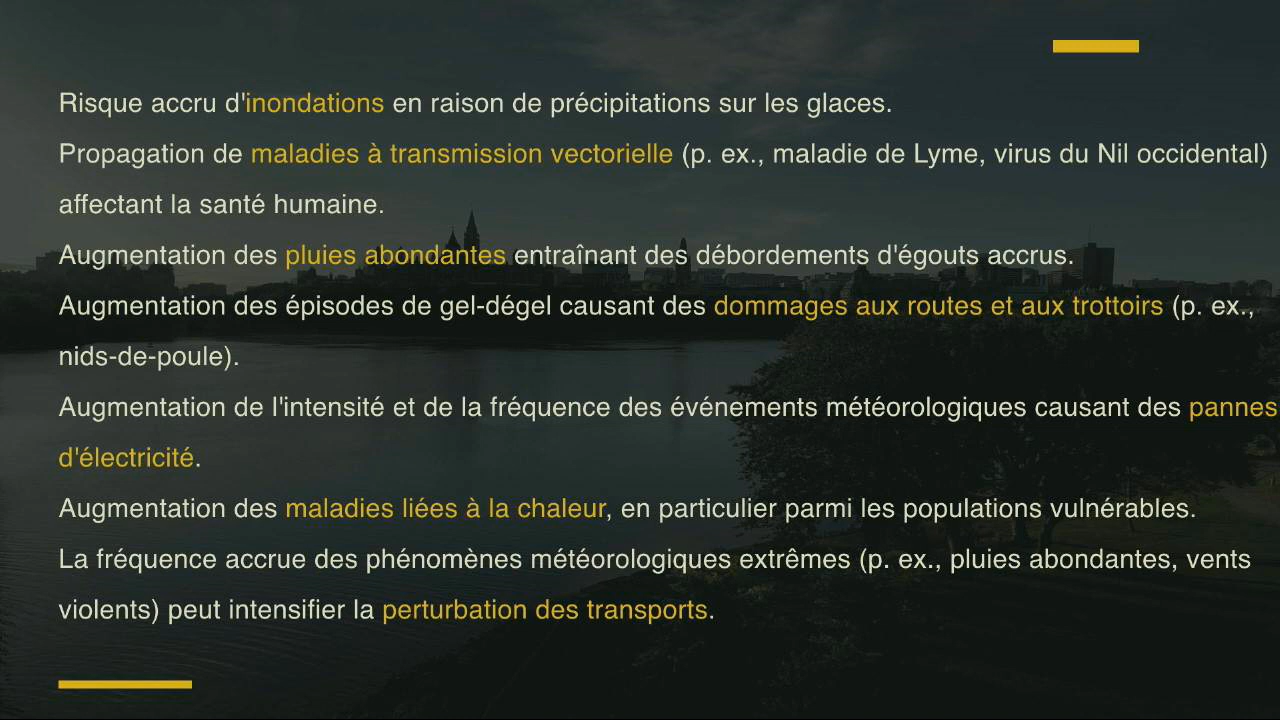 Risque accru d'inondations en raison de précipitations sur les glaces.
Propagation de maladies à transmission vectorielle (p. ex., maladie de Lyme, virus du Nil occidental)
affectant la santé humaine.
Augmentation des pluies abondantes entraînant des débordements d'égouts accrus.
Augmentation des épisodes de gel-dégel causant des dommages aux routes et aux trottoirs (p. ex.,
nids-de-poule).
Augmentation de l'intensité et de la fréquence des événements météorologiques causant des pannes
d'électricité.
Augmentation des maladies liées à la chaleur, en particulier parmi les populations vulnérables.
La fréquence accrue des phénomènes météorologiques extrêmes (p. ex., pluies abondantes, vents
violents) peut intensifier la perturbation des transports.